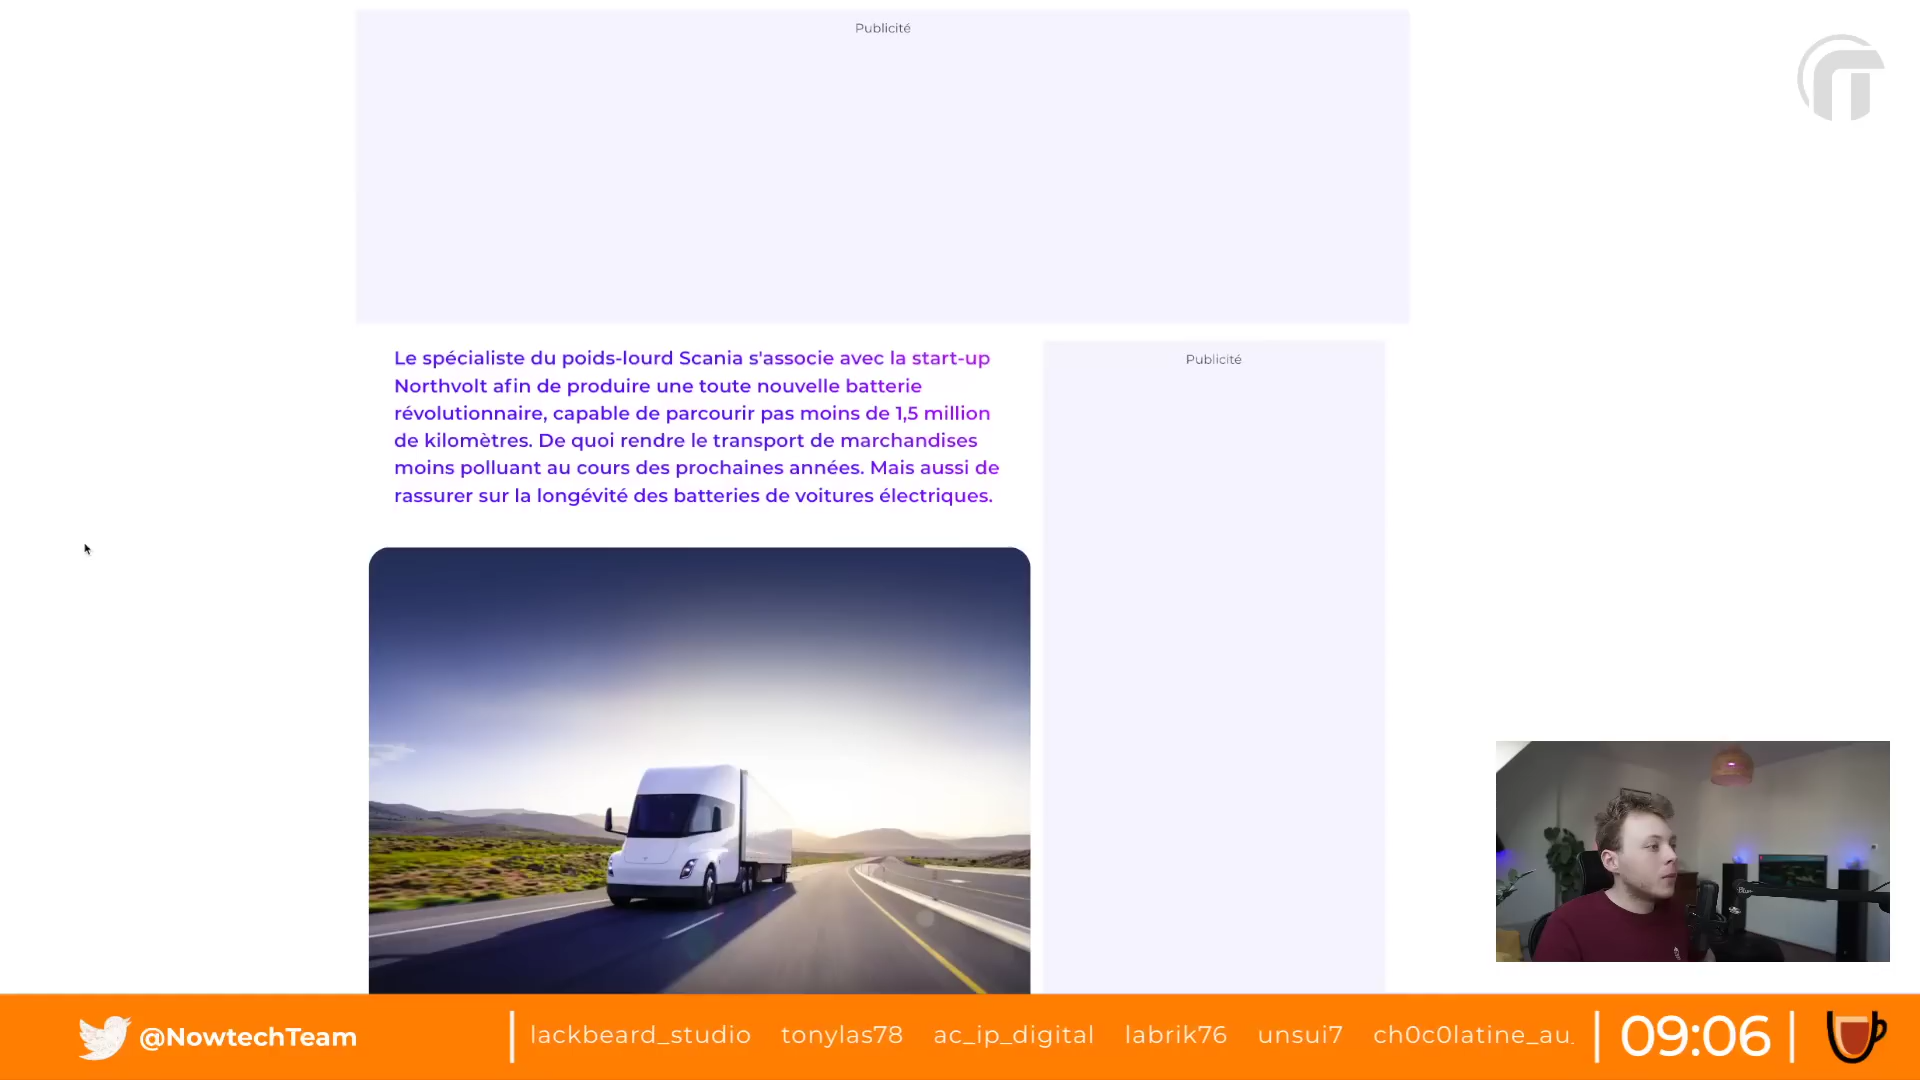 Publicité
Le spécialiste du poids-lourd Scania s'associe avec la start-up
Northvolt afin de produire une toute nouvelle batterie
révolutionnaire, capable de parcourir pas moins de 1,5 million
de kilomètres. De quoi rendre le transport de marchandises
moins polluant au cours des prochaines années. Mais aussi de
rassurer sur la longévité des batteries de voitures électriques.
Publicité
@NowtechTeam
lackbeard_studio tonylas78 ac_ip_digital labrik76 unsui7 ch0c0latine_au_
09:06